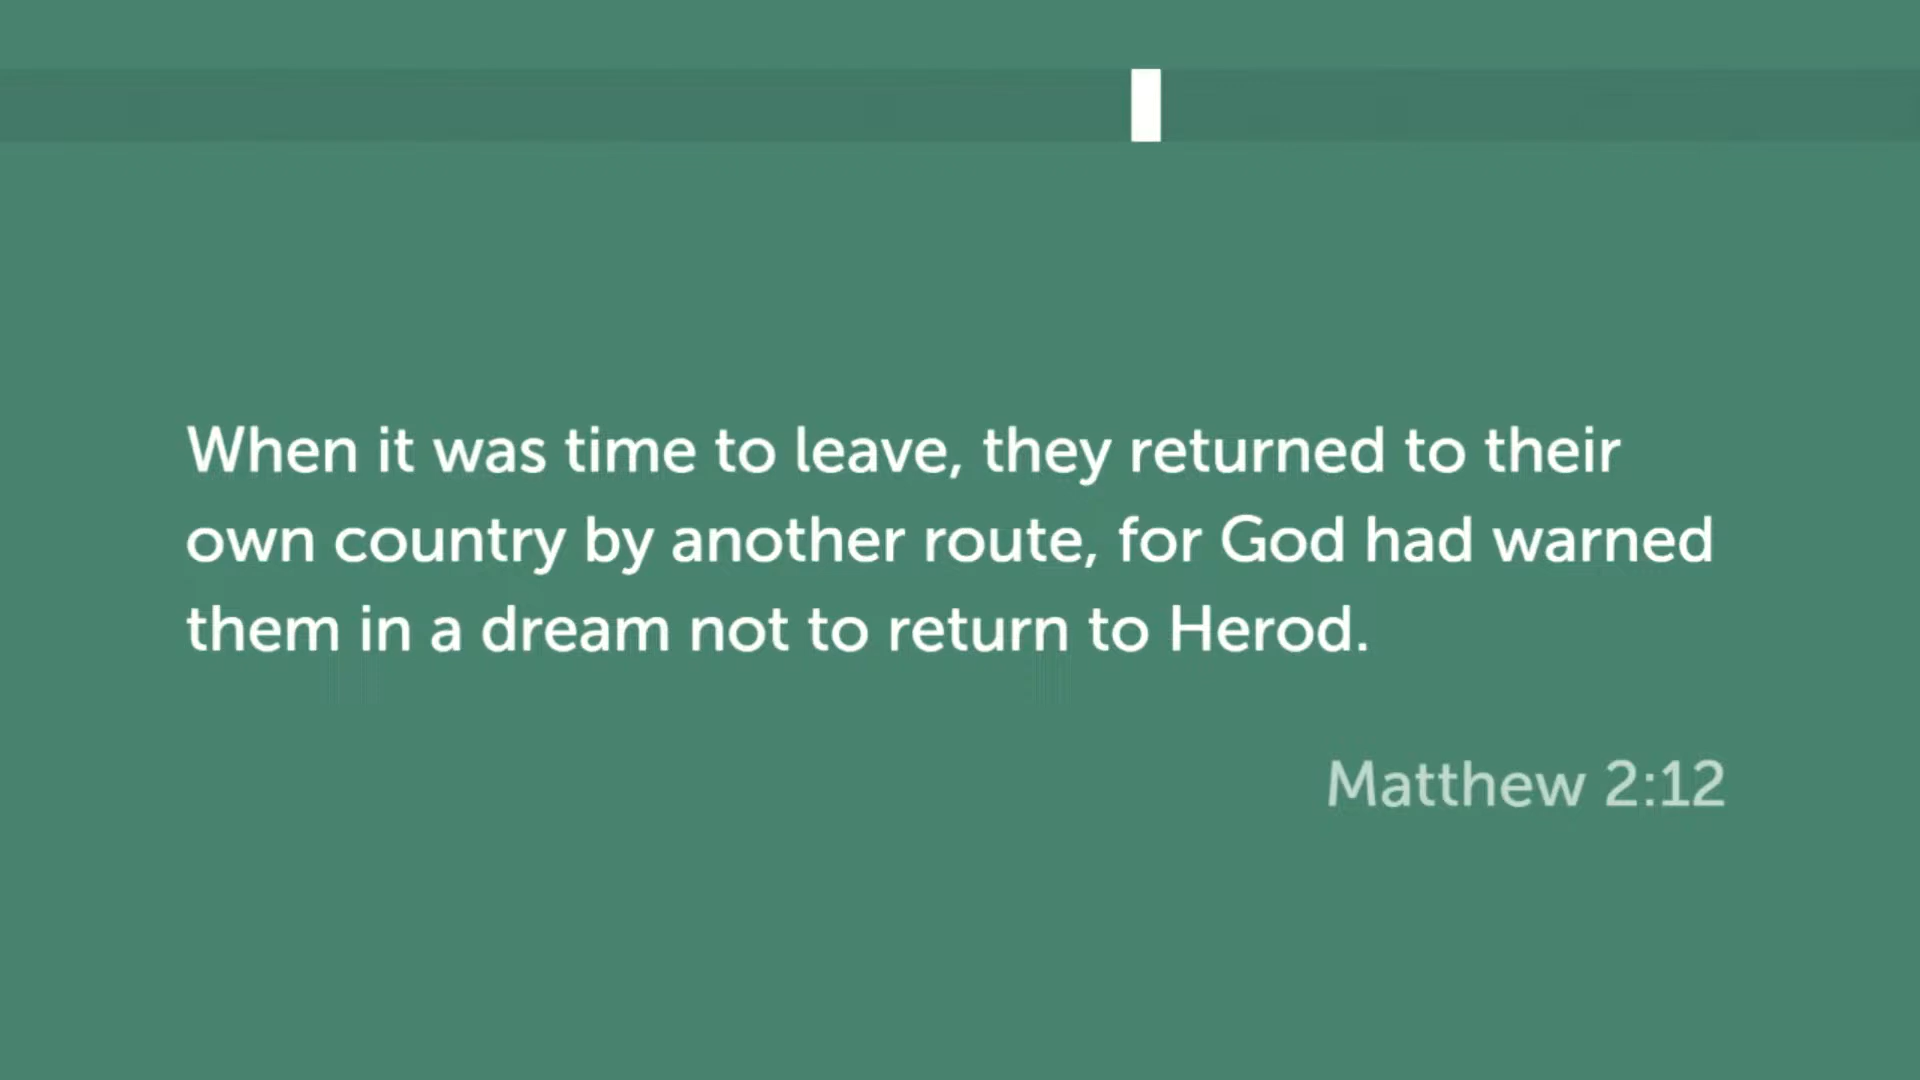 When it was time to leave, they returned to their
own country by another route, for God had warned
them in a dream not to return to Herod.
Matthew 2:12